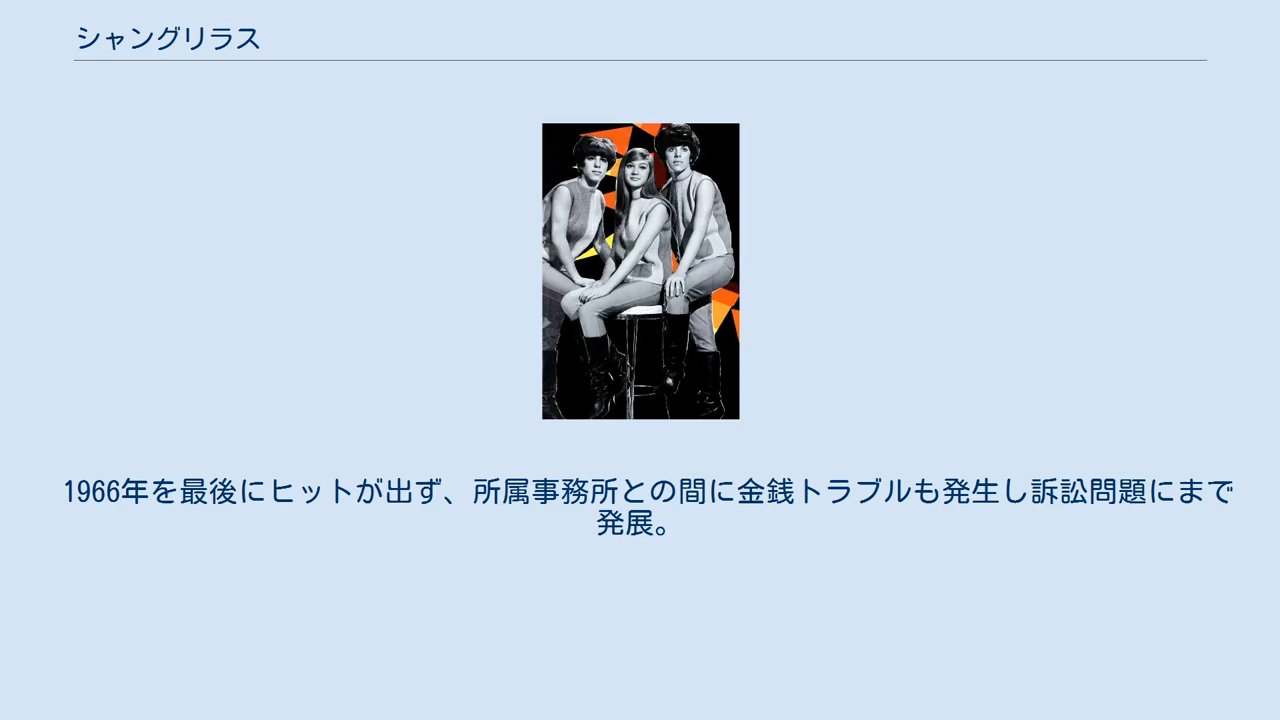 シャングリラス
1966年を最後にヒットが出ず、所属事務所との間に金銭トラブルも発生し訴訟問題にまで
発展。